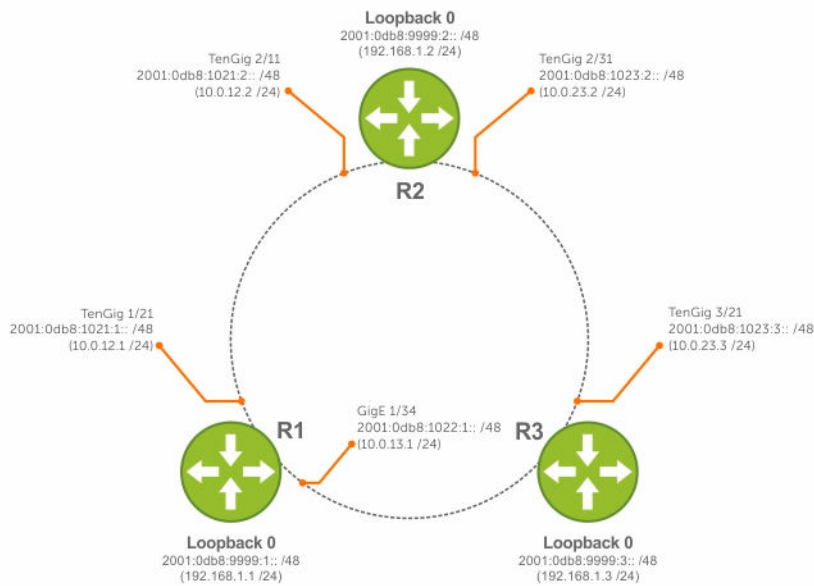 Loopback 0
2001:0db8:9999:2:: /48
(192.168.1.2 /24)
TenGig 2/11
2001:0db8:1021:2:: /48
(10.0.12.2 /24)
TenGig 2/31
2001:0db8:1023:2:: /48
(10.0.23.2 /24)
R2
TenGig 1/21
2001:0db8:1021:1:: /48
(10.0.12.1 /24)
TenGig 3/21
2001:0db8:1023:3:: /48
(10.0.23.3 /24)
R1
GigE 1/34
2001:0db8:1022:1:: /48
(10.0.13.1 /24)
R3
Loopback 0
2001:0db8:9999:1:: /48
(192.168.1.1 /24)
Loopback 0
2001:0db8:9999:3:: /48
(192.168.1.3 /24)